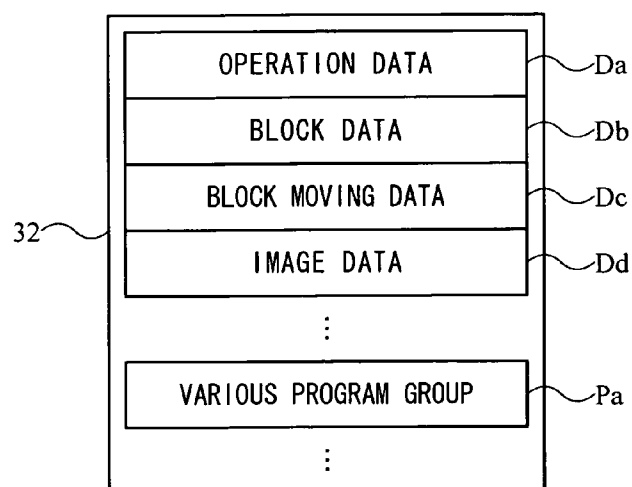 OPERATION DATA Da
BLOCK DATA Db
BLOCK MOVING DATA Dc
32
IMAGE DATA Dd
⋮
VARIOUS PROGRAM GROUP Pa
⋮